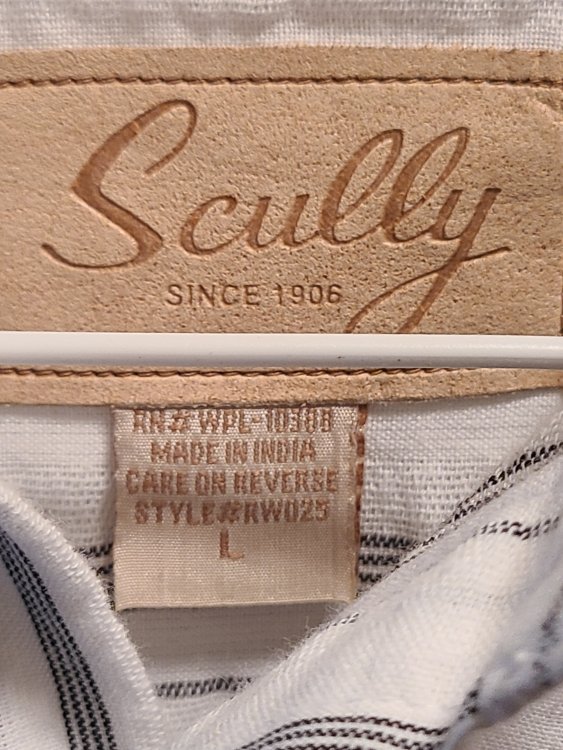 Scully
SINCE 1906
RN# WPL-10308
MADE IN INDIA
CARE ON REVERSE
STYLE#RW025
L